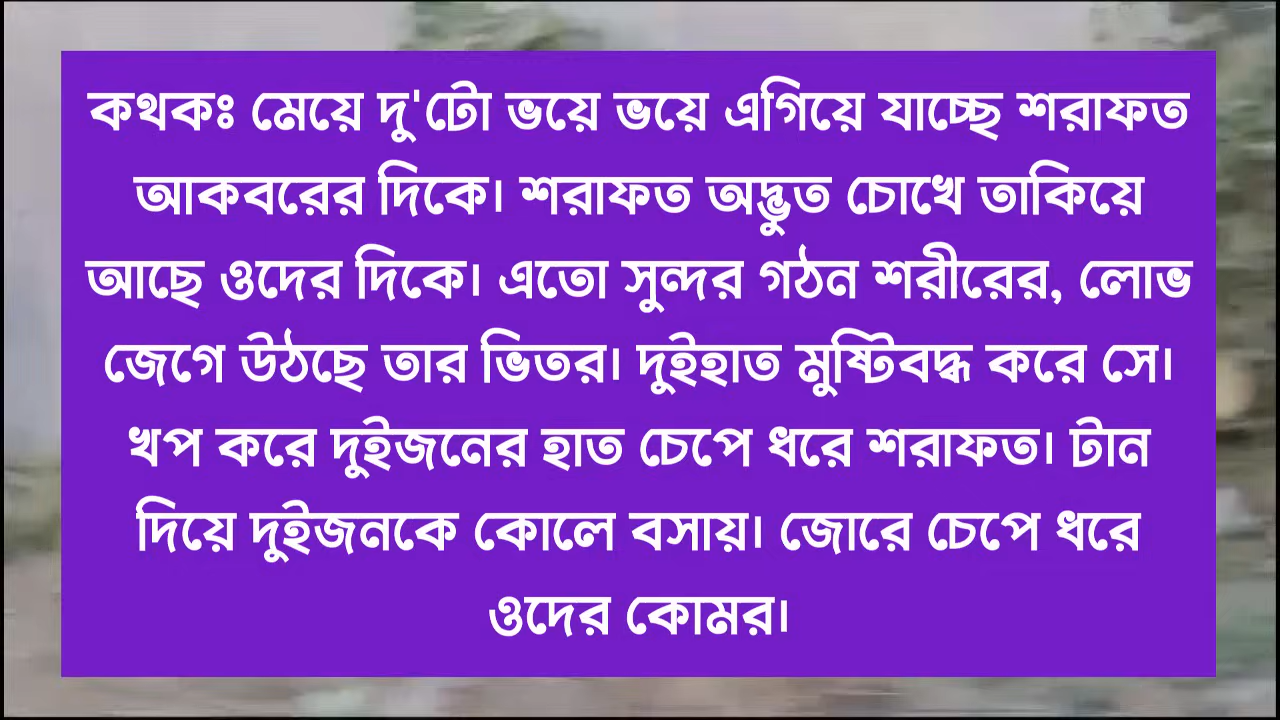 কথকঃ মেয়ে দু'টো ভয়ে ভয়ে এগিয়ে যাচ্ছে শরাফত
আকবরের দিকে। শরাফত অদ্ভুত চোখে তাকিয়ে
আছে ওদের দিকে। এতো সুন্দর গঠন শরীরের, লোভ
জেগে উঠছে তার ভিতর। দুইহাত মুষ্টিবদ্ধ করে সে।
খপ করে দুইজনের হাত চেপে ধরে শরাফত। টান
দিয়ে দুইজনকে কোলে বসায়। জোরে চেপে ধরে
ওদের কোমর।